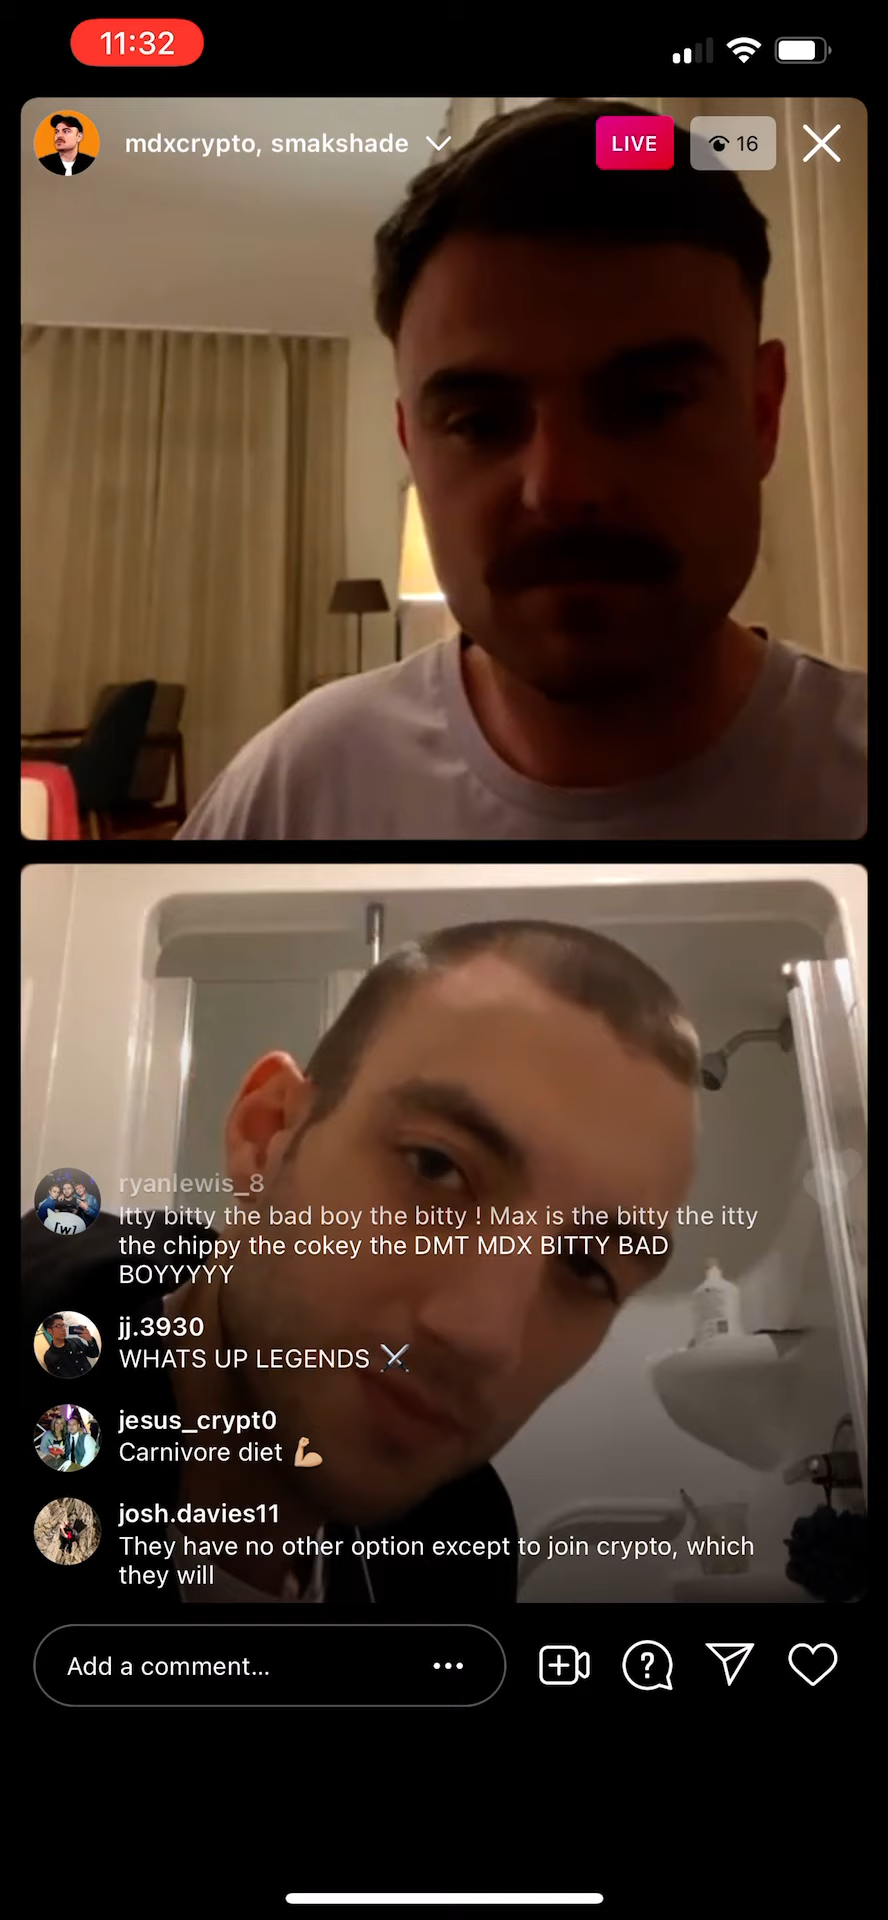 11:32
mdxcrypto, smakshade
LIVE
16
ryanlewis_8
Itty bitty the bad boy the bitty ! Max is the bitty the itty
the chippy the cokey the DMT MDX BITTY BAD
BOYYYYY
[w]
jj.3930
WHATS UP LEGENDS ⚔️
jesus_crypt0
Carnivore diet 💪🏼
josh.davies11
They have no other option except to join crypto, which
they will
Add a comment...